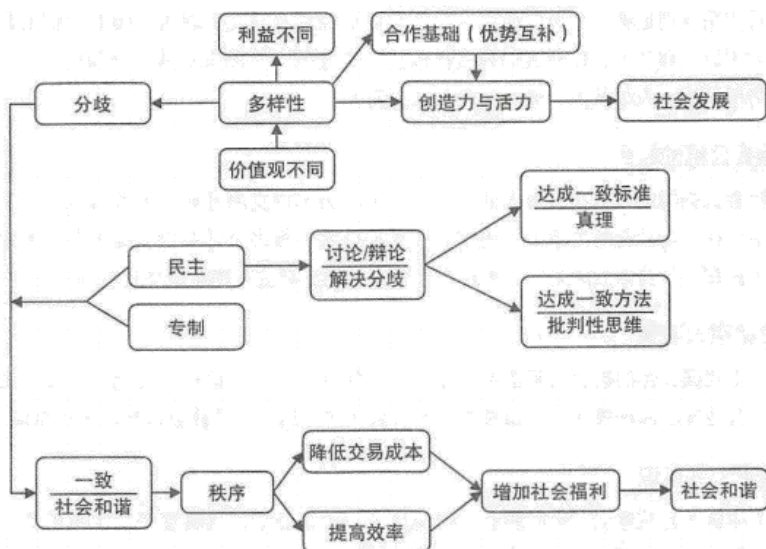 利益不同
合作基础（优势互补）
分歧
多样性
创造力与活力
社会发展
价值观不同
达成一致标准
真理
民主
讨论/辩论
解决分歧
专制
达成一致方法
批判性思维
降低交易成本
一致
社会和谐
秩序
增加社会福利
社会和谐
提高效率